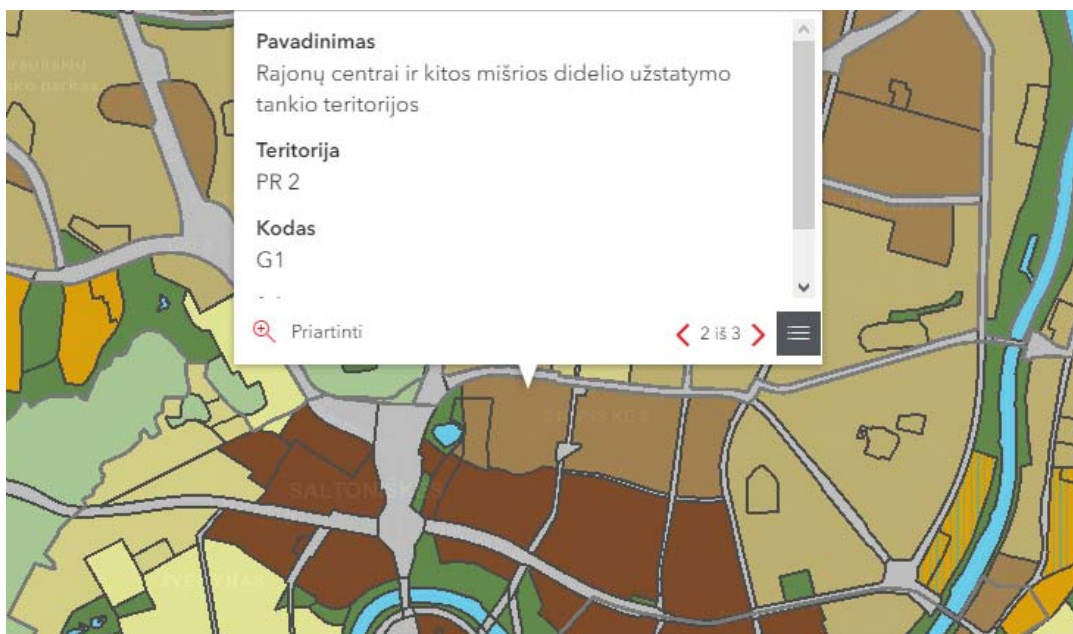 Pavadinimas
Rajonų centrai ir kitos mišrios didelio užstatymo
tankio teritorijos
Teritorija
PR 2
Kodas
G1
Priartinti
2 iš 3
SALTONIŠKĖS